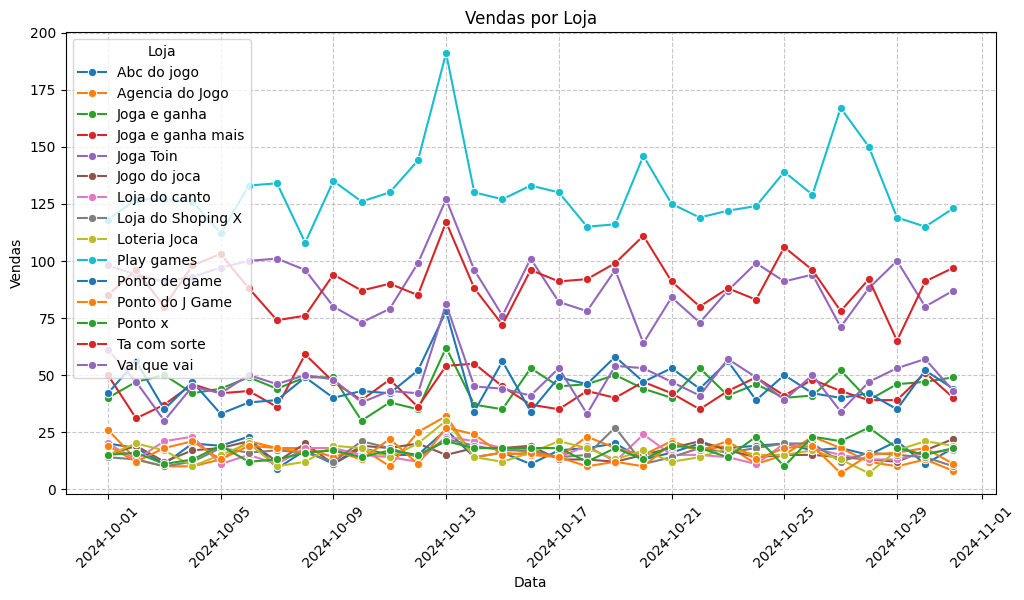 Vendas por Loja
200
175
150
125
100
75
50
25
0
Vendas
Loja
Abc do jogo
Agencia do Jogo
Joga e ganha
Joga e ganha mais
Joga Toin
Jogo do joca
Loja do canto
Loja do Shoping X
Loteria Joca
Play games
Ponto de game
Ponto do J Game
Ponto x
Ta com sorte
Vai que vai
2024-10-01
2024-10-05
2024-10-09
2024-10-13
2024-10-17
2024-10-21
2024-10-25
2024-10-29
2024-11-01
Data